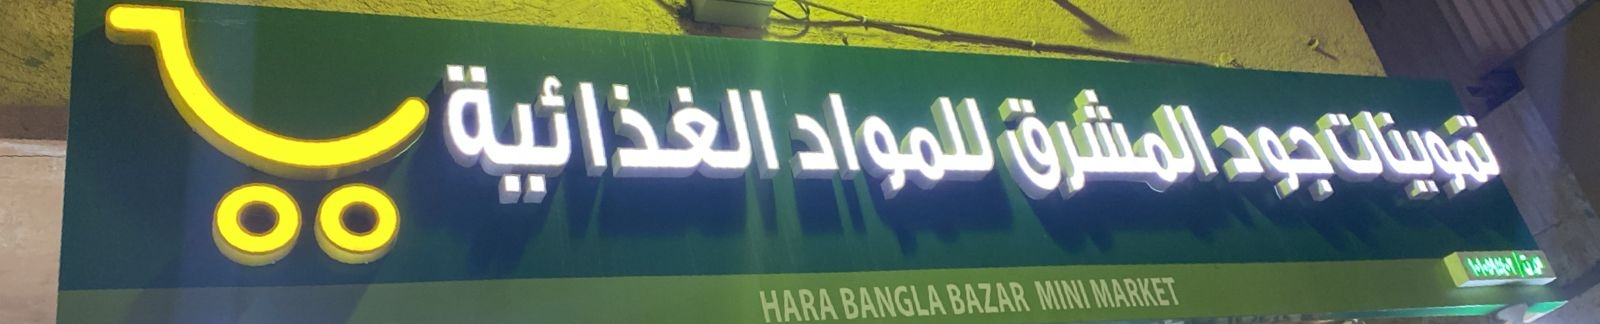 تموينات جود المشرق للمواد الغذائية
HARA BANGLA BAZAR MINI MARKET